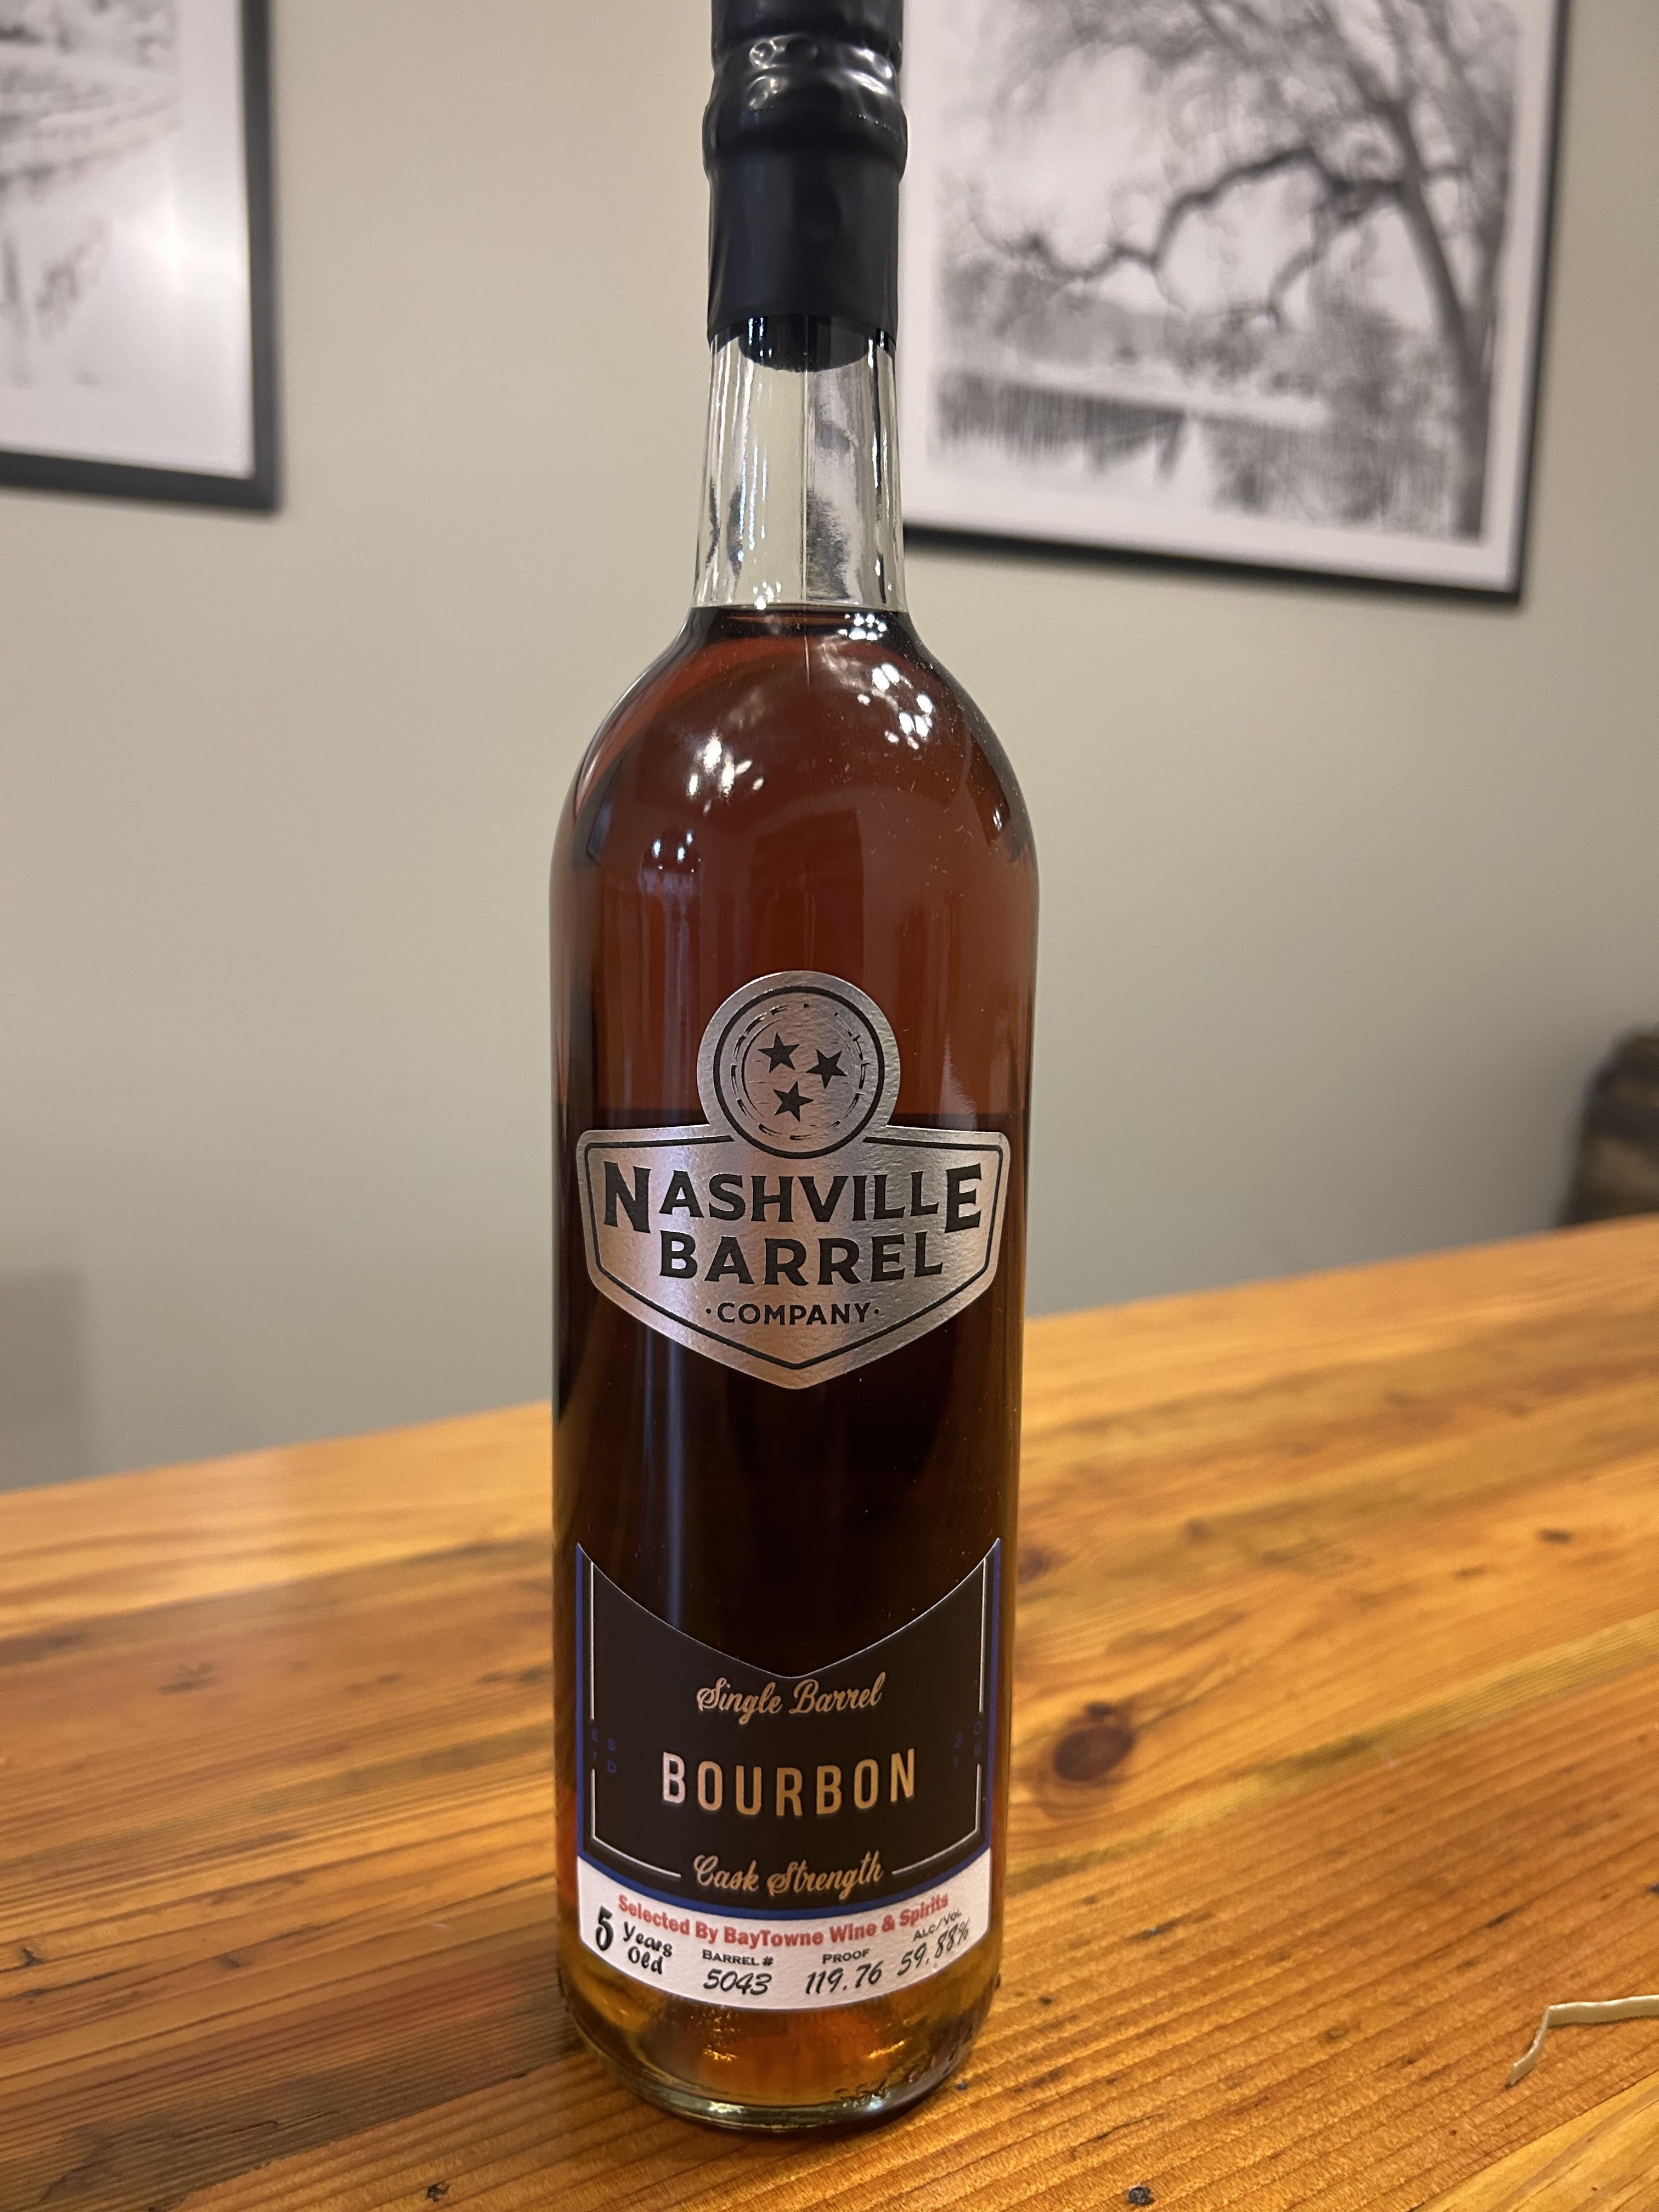 NASHVILLE
BARREL
·COMPANY·
Single Barrel
BOURBON
Cask Strength
Selected By BayTowne Wine & Spirits
5 Years Old
BARREL # 5043
PROOF 119.76
ALC/VOL 59.88%